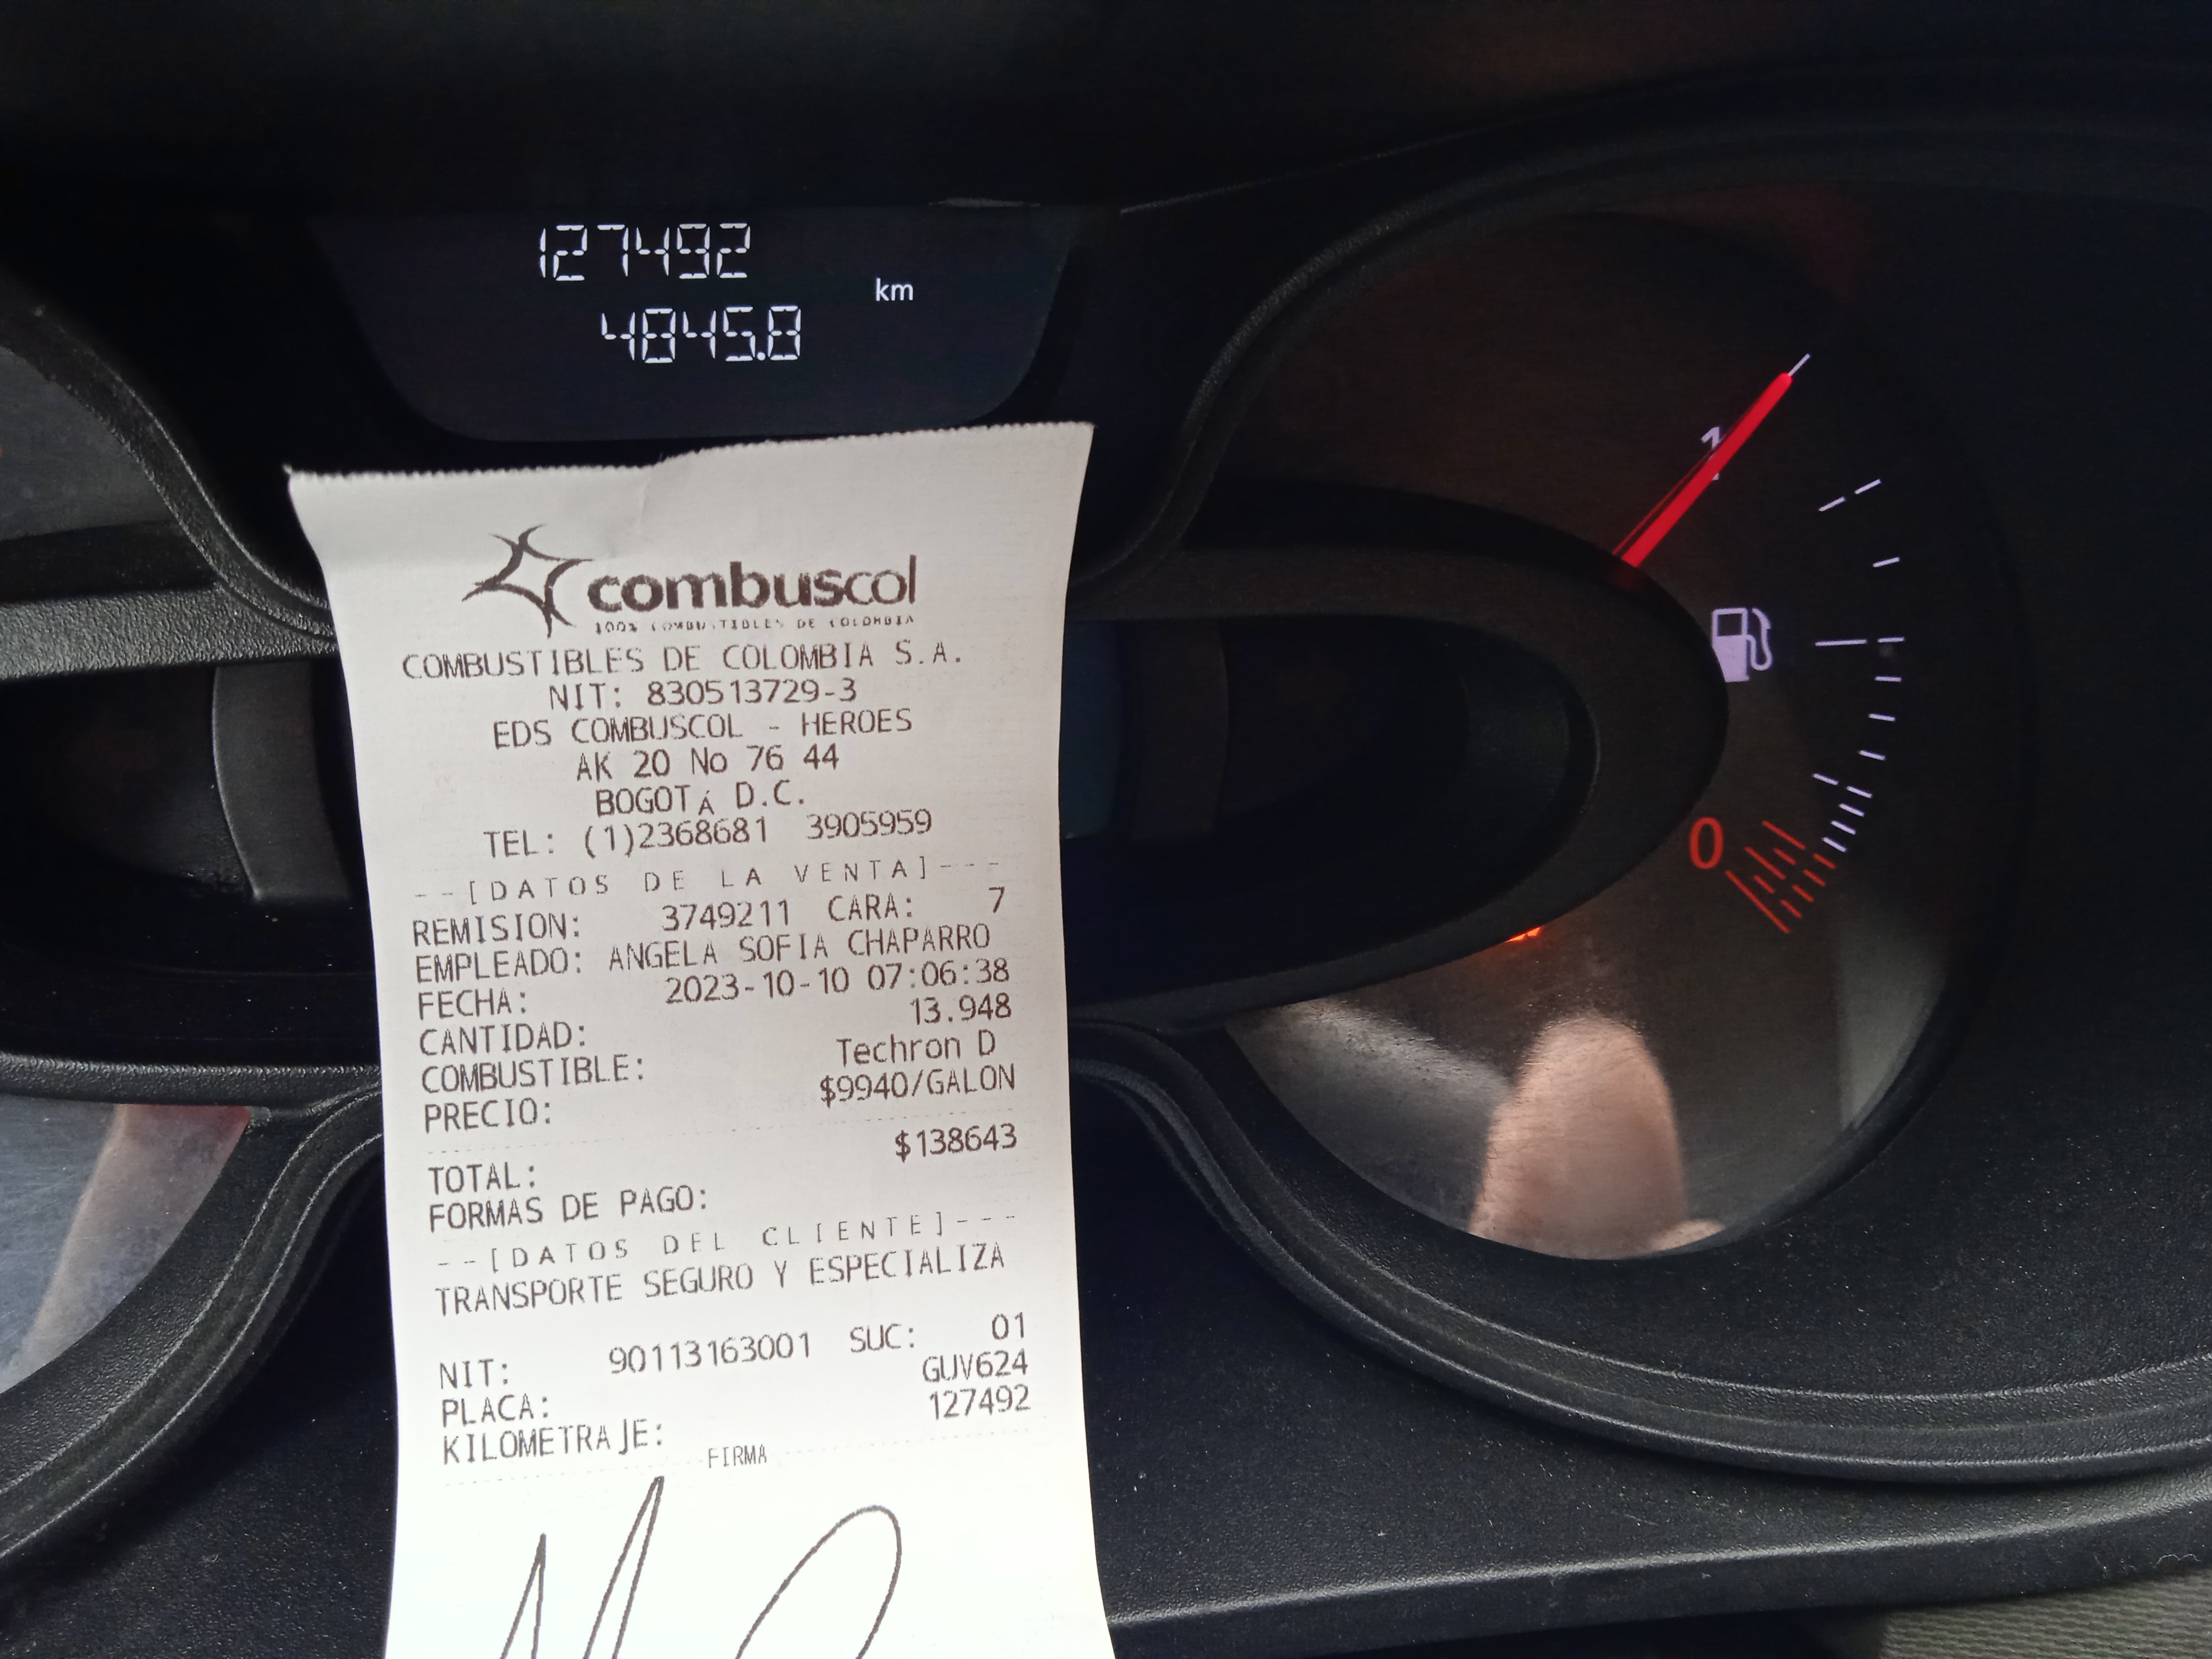 127492
km
4845.8
combuscol
100% COMBUSTIBLES DE COLOMBIA
COMBUSTIBLES DE COLOMBIA S.A.
NIT: 830513729-3
EDS COMBUSCOL - HEROES
AK 20 No 76 44
BOGOTÁ D.C.
TEL: (1)2368681 3905959
--[DATOS DE LA VENTA]---
REMISION: 3749211 CARA: 7
EMPLEADO: ANGELA SOFIA CHAPARRO
FECHA: 2023-10-10 07:06:38
CANTIDAD: 13.948
COMBUSTIBLE: Techron D
PRECIO: $9940/GALON
TOTAL: $138643
FORMAS DE PAGO:
--[DATOS DEL CLIENTE]---
TRANSPORTE SEGURO Y ESPECIALIZA
NIT: 90113163001 SUC: 01
PLACA: GUV624
KILOMETRAJE: 127492
FIRMA
1
0